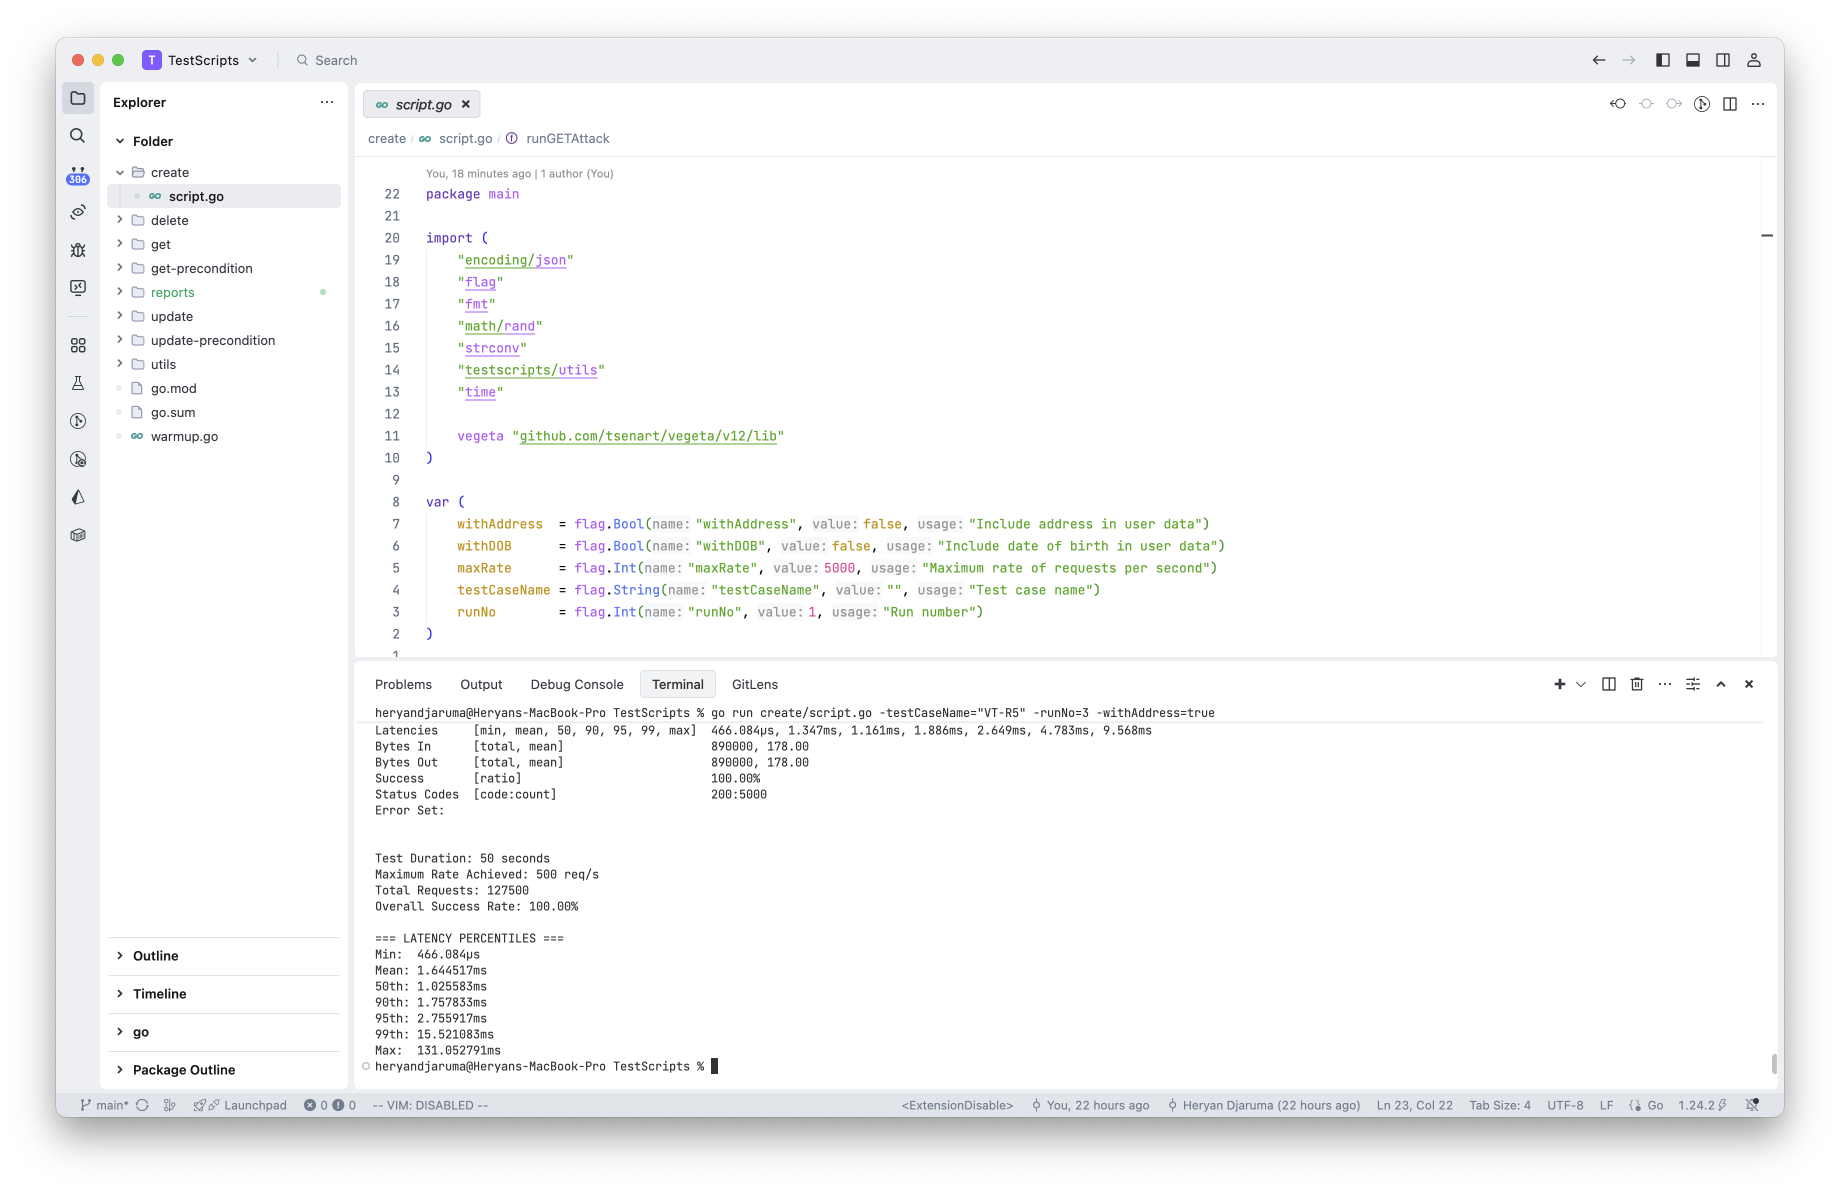 T TestScripts
Search
Explorer
Folder
create
script.go
delete
get
get-precondition
reports
update
update-precondition
utils
go.mod
go.sum
warmup.go
306
Outline
Timeline
go
Package Outline
script.go
create / script.go / runGETAttack
You, 18 minutes ago | 1 author (You)
22 package main
21
20 import (
19 "encoding/json"
18 "flag"
17 "fmt"
16 "math/rand"
15 "strconv"
14 "testscripts/utils"
13 "time"
12
11 vegeta "github.com/tsenart/vegeta/v12/lib"
10 )
9
8 var (
7 withAddress = flag.Bool(name: "withAddress", value: false, usage: "Include address in user data")
6 withDOB = flag.Bool(name: "withDOB", value: false, usage: "Include date of birth in user data")
5 maxRate = flag.Int(name: "maxRate", value: 5000, usage: "Maximum rate of requests per second")
4 testCaseName = flag.String(name: "testCaseName", value: "", usage: "Test case name")
3 runNo = flag.Int(name: "runNo", value: 1, usage: "Run number")
2 )
1
Problems Output Debug Console Terminal GitLens
heryandjaruma@Heryans-MacBook-Pro TestScripts % go run create/script.go -testCaseName="VT-R5" -runNo=3 -withAddress=true
Latencies [min, mean, 50, 90, 95, 99, max] 466.084µs, 1.347ms, 1.161ms, 1.886ms, 2.649ms, 4.783ms, 9.568ms
Bytes In [total, mean] 890000, 178.00
Bytes Out [total, mean] 890000, 178.00
Success [ratio] 100.00%
Status Codes [code:count] 200:5000
Error Set:
Test Duration: 50 seconds
Maximum Rate Achieved: 500 req/s
Total Requests: 127500
Overall Success Rate: 100.00%
=== LATENCY PERCENTILES ===
Min: 466.084µs
Mean: 1.644517ms
50th: 1.025583ms
90th: 1.757833ms
95th: 2.755917ms
99th: 15.521083ms
Max: 131.052791ms
heryandjaruma@Heryans-MacBook-Pro TestScripts %
main* Launchpad 0 0 -- VIM: DISABLED -- <ExtensionDisable> You, 22 hours ago Heryan Djaruma (22 hours ago) Ln 23, Col 22 Tab Size: 4 UTF-8 LF Go 1.24.2